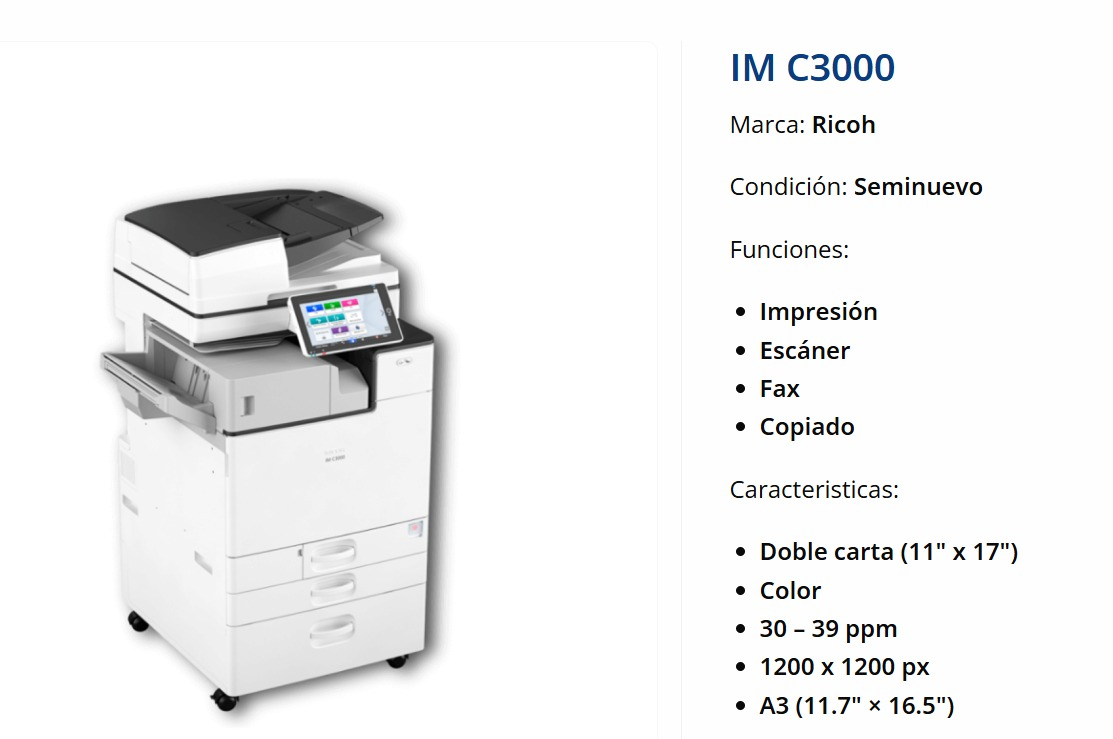 IM C3000
Marca: Ricoh
Condición: Seminuevo
Funciones:
Impresión
Escáner
Fax
Copiado
Caracteristicas:
Doble carta (11" x 17")
Color
30 – 39 ppm
1200 x 1200 px
A3 (11.7" × 16.5")